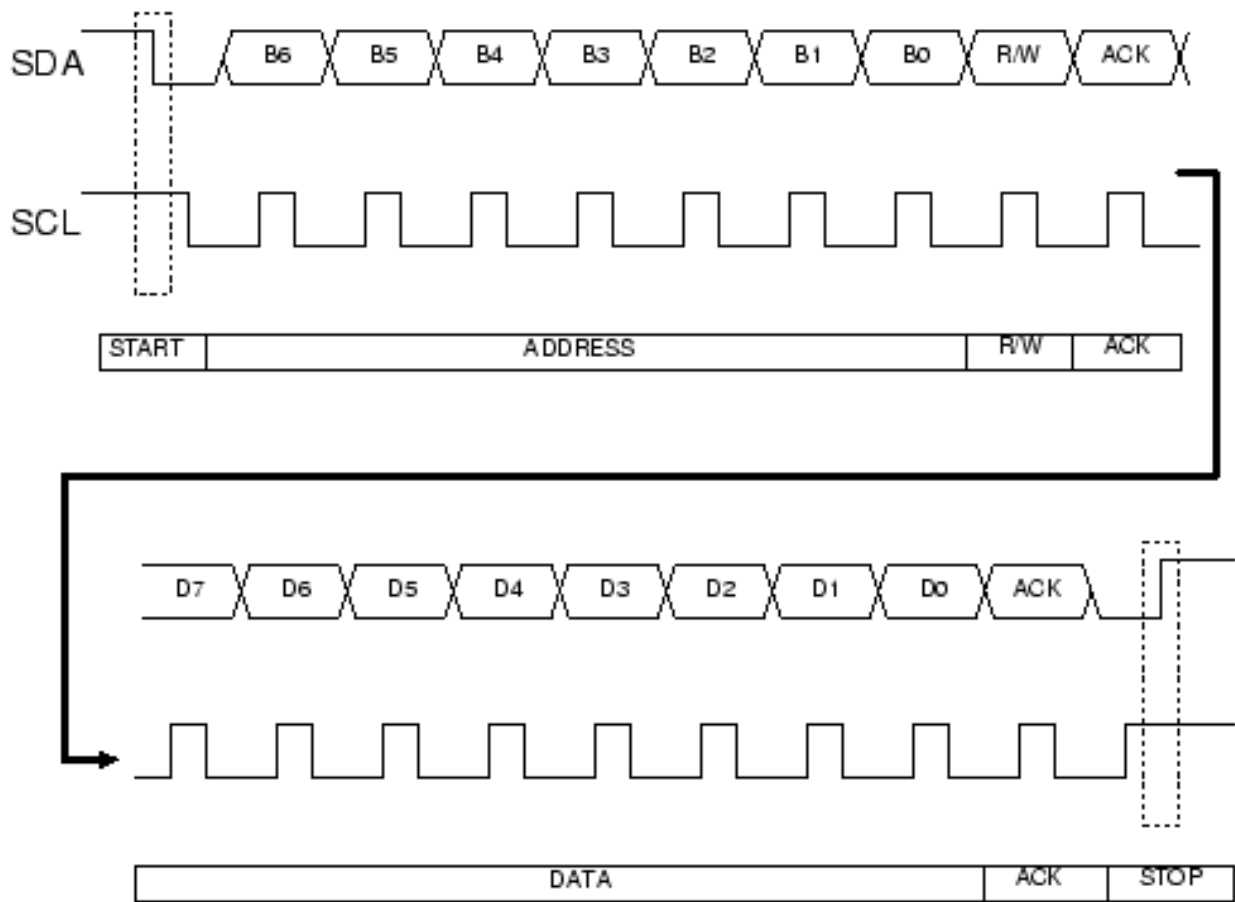 SDA B6 B5 B4 B3 B2 B1 B0 R/W ACK
SCL
START ADDRESS R/W ACK
D7 D6 D5 D4 D3 D2 D1 D0 ACK
DATA ACK STOP